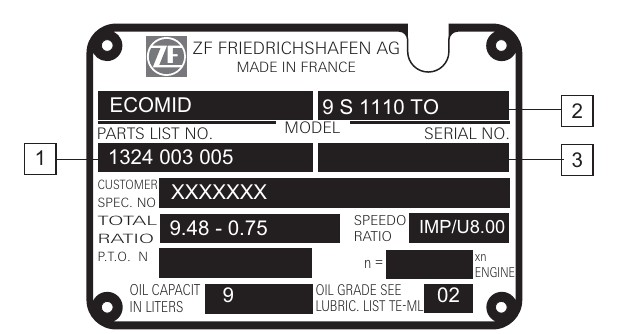 ZF ZF FRIEDRICHSHAFEN AG
MADE IN FRANCE
ECOMID 9 S 1110 TO
2
PARTS LIST NO. MODEL SERIAL NO.
1 1324 003 005
3
CUSTOMER
SPEC. NO XXXXXXX
TOTAL
RATIO 9.48 - 0.75
SPEEDO
RATIO IMP/U8.00
P.T.O. N
n = xn
ENGINE
OIL CAPACIT
IN LITERS 9
OIL GRADE SEE
LUBRIC. LIST TE-ML 02